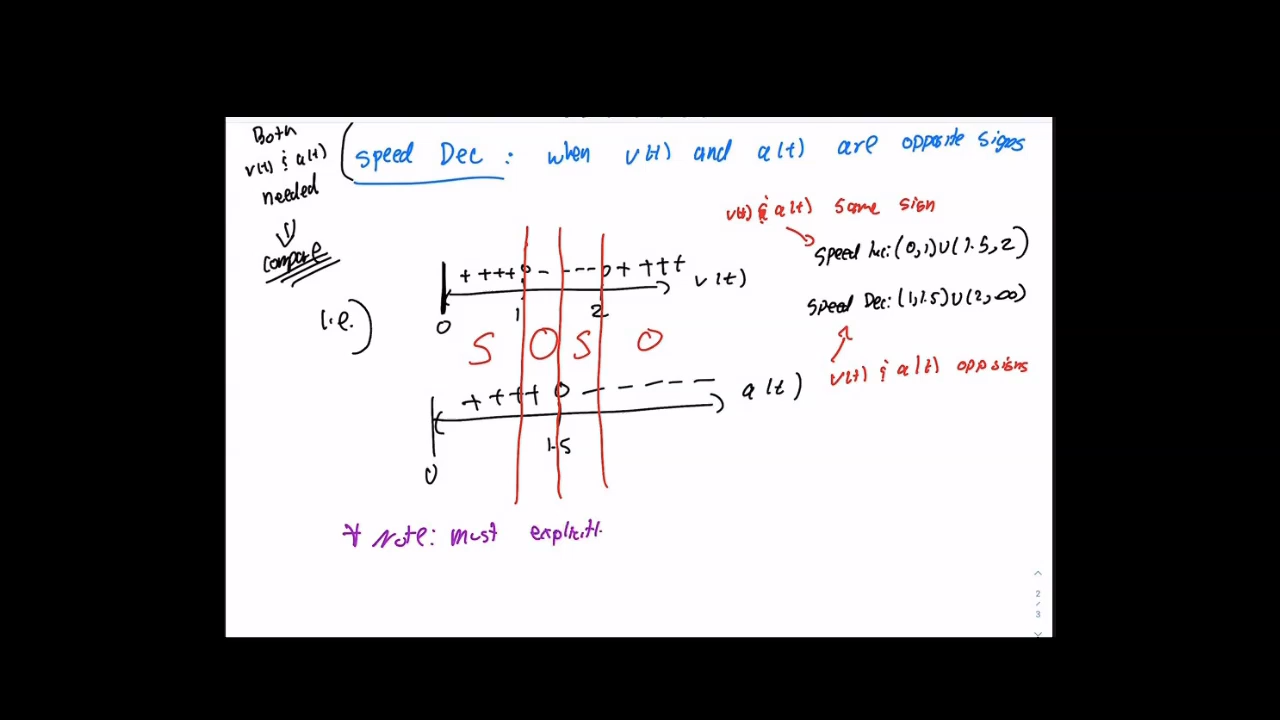 Both
v(t) & a(t)
needed
compare
Speed Dec: when v(t) and a(t) are opposite signs
v(t) & a(t) same sign
Speed Inc: (0,1)U(1.5,2)
Speed Dec: (1,1.5)U(2,∞)
v(t) & a(t) opp signs
i.e.)
+ + + + 0 - - - - 0 + + + + v(t)
0 1 2
S O S O
+ + + + 0 - - - - - a(t)
0 1.5
* Note: must explicitl
2
/
3